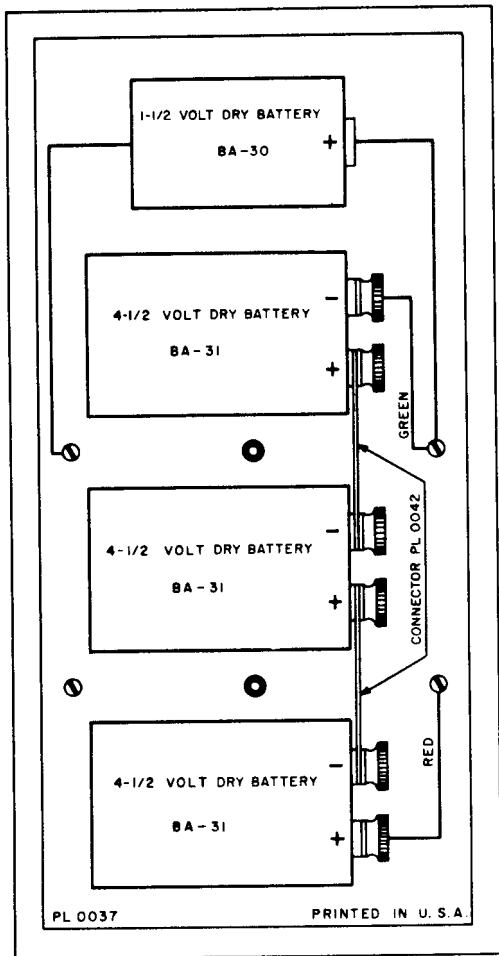 1-1/2 VOLT DRY BATTERY
BA-30
+
4-1/2 VOLT DRY BATTERY
BA-31
-
+
GREEN
4-1/2 VOLT DRY BATTERY
BA-31
-
+
CONNECTOR PL 0042
4-1/2 VOLT DRY BATTERY
BA-31
-
+
RED
PL 0037
PRINTED IN U.S.A.